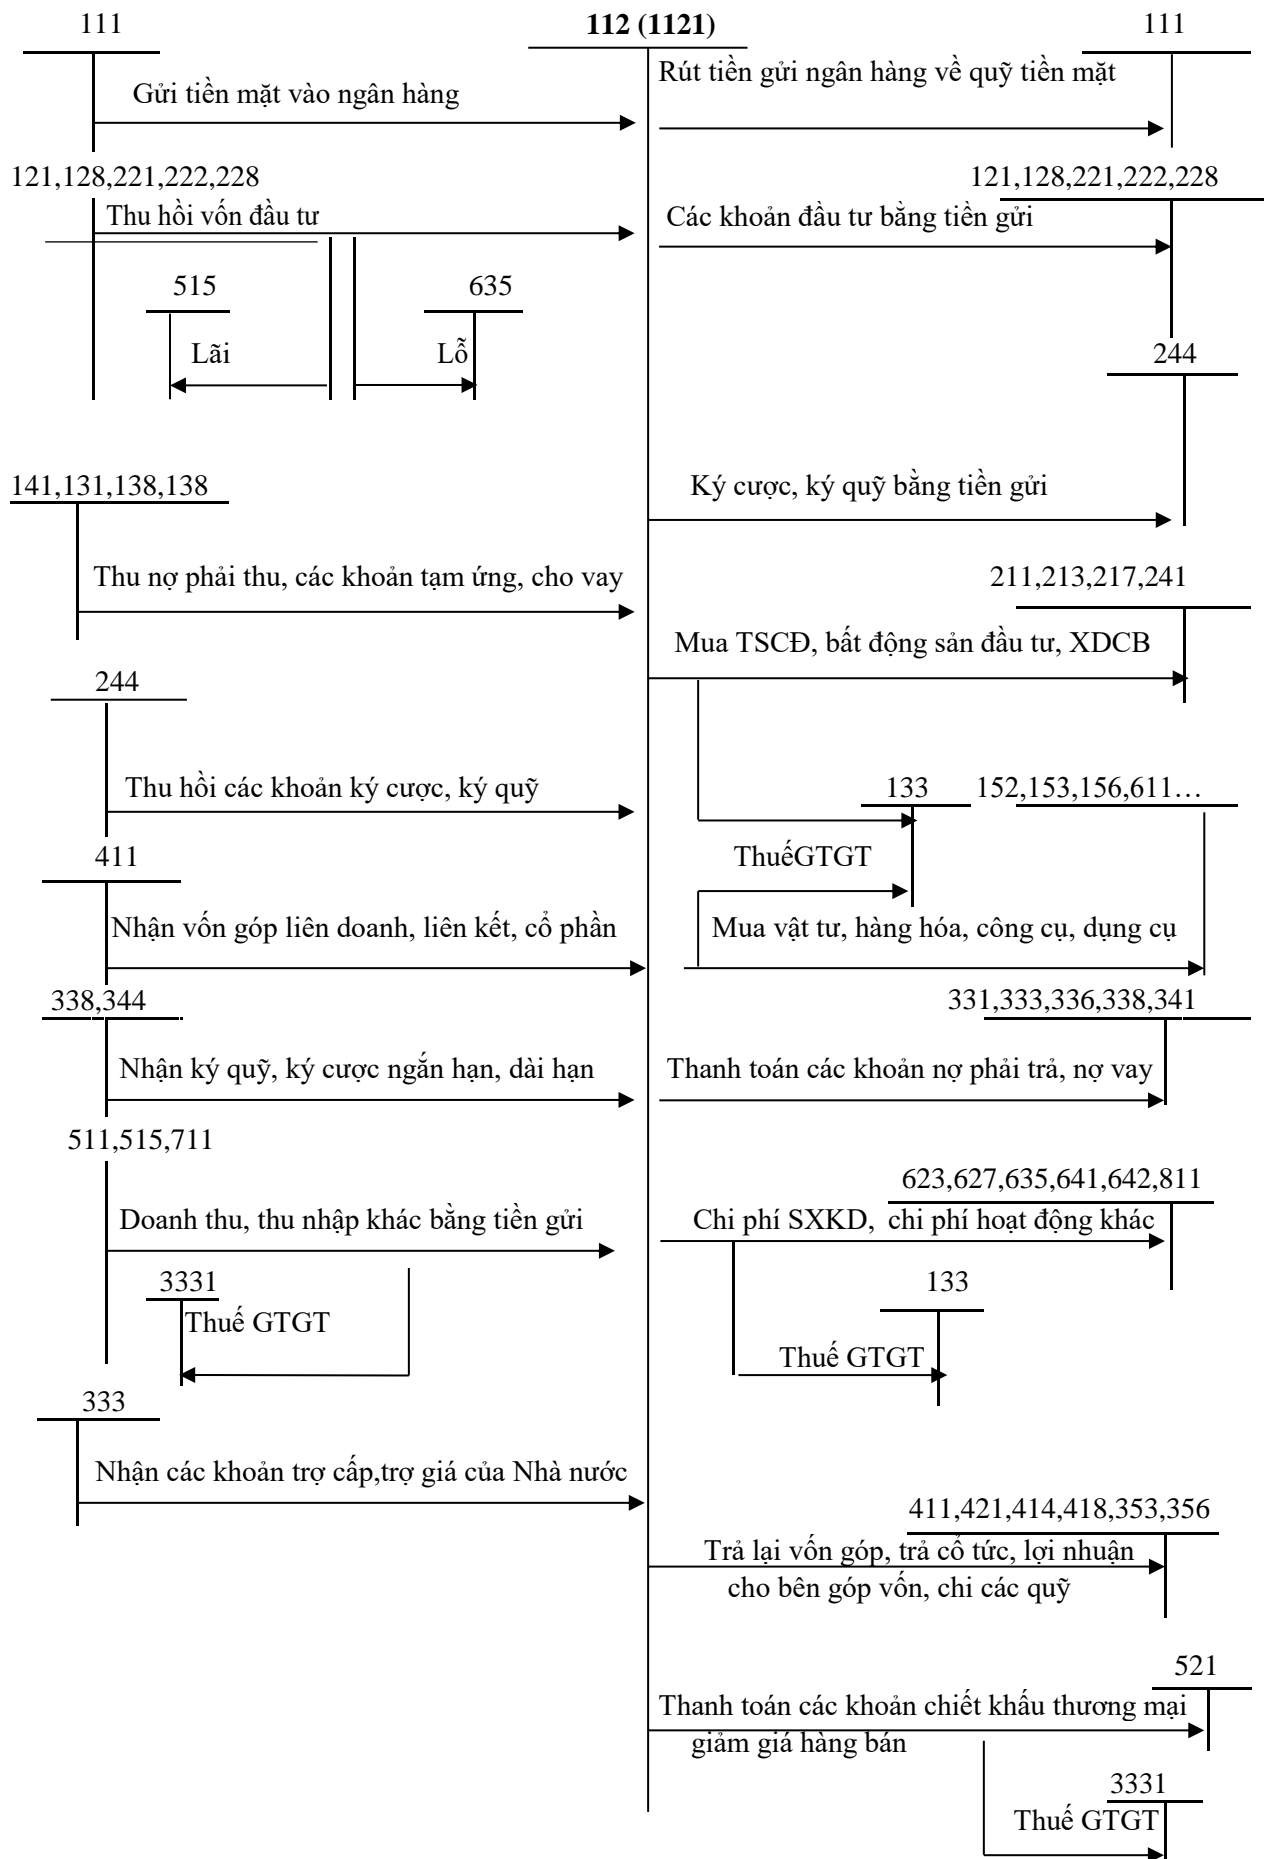 111
112 (1121)
111
Gửi tiền mặt vào ngân hàng
Rút tiền gửi ngân hàng về quỹ tiền mặt
121,128,221,222,228
121,128,221,222,228
Thu hồi vốn đầu tư
Các khoản đầu tư bằng tiền gửi
515
635
Lãi
Lỗ
244
141,131,138,138
Ký cược, ký quỹ bằng tiền gửi
Thu nợ phải thu, các khoản tạm ứng, cho vay
211,213,217,241
Mua TSCĐ, bất động sản đầu tư, XDCB
244
Thu hồi các khoản ký cược, ký quỹ
133
152,153,156,611…
ThuếGTGT
411
Nhận vốn góp liên doanh, liên kết, cổ phần
Mua vật tư, hàng hóa, công cụ, dụng cụ
338,344
331,333,336,338,341
Nhận ký quỹ, ký cược ngắn hạn, dài hạn
Thanh toán các khoản nợ phải trả, nợ vay
511,515,711
623,627,635,641,642,811
Doanh thu, thu nhập khác bằng tiền gửi
Chi phí SXKD, chi phí hoạt động khác
3331
133
Thuế GTGT
Thuế GTGT
333
Nhận các khoản trợ cấp,trợ giá của Nhà nước
411,421,414,418,353,356
Trả lại vốn góp, trả cổ tức, lợi nhuận
cho bên góp vốn, chi các quỹ
521
Thanh toán các khoản chiết khấu thương mại
giảm giá hàng bán
3331
Thuế GTGT